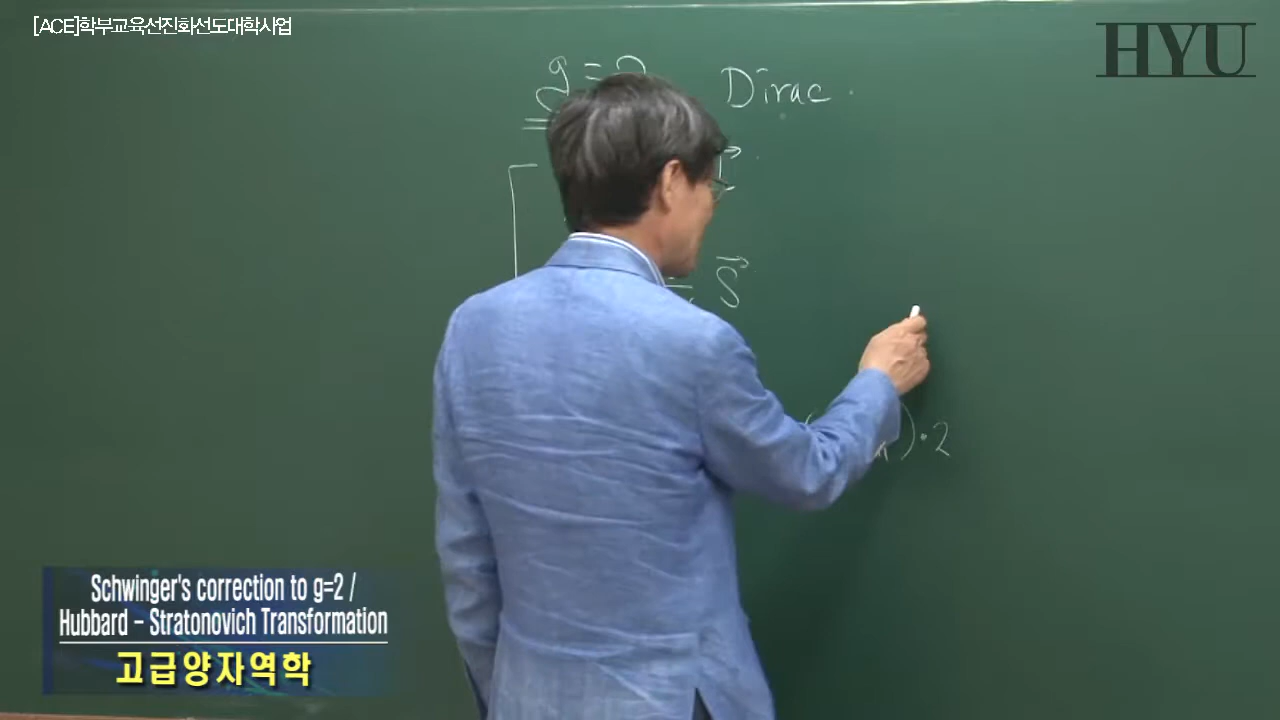 [ACE]학부교육선진화선도대학사업
HYU
g = 2 Dirac
S
) · 2
Schwinger's correction to g=2 /
Hubbard - Stratonovich Transformation
고급양자역학